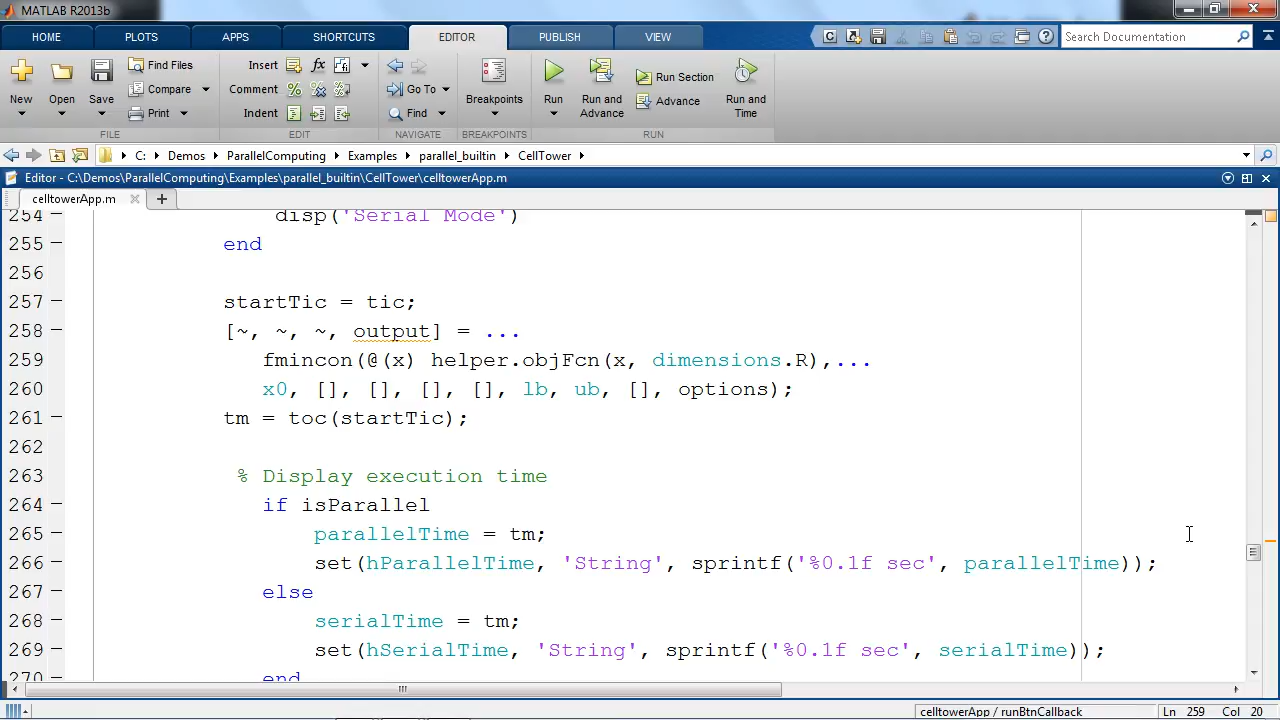 MATLAB R2013b
HOME PLOTS APPS SHORTCUTS EDITOR PUBLISH VIEW Search Documentation
New Open Save Find Files Compare Print FILE
Insert fx Comment Indent EDIT
Go To Find NAVIGATE
Breakpoints BREAKPOINTS
Run Run and Advance Run Section Advance Run and Time RUN
C: Demos ParallelComputing Examples parallel_builtin CellTower
Editor - C:\Demos\ParallelComputing\Examples\parallel_builtin\CellTower\celltowerApp.m
celltowerApp.m
254 disp('Serial Mode')
255 end
256
257 startTic = tic;
258 [~, ~, ~, output] = ...
259 fmincon(@(x) helper.objFcn(x, dimensions.R),...
260 x0, [], [], [], [], lb, ub, [], options);
261 tm = toc(startTic);
262
263 % Display execution time
264 if isParallel
265 parallelTime = tm;
266 set(hParallelTime, 'String', sprintf('%0.1f sec', parallelTime));
267 else
268 serialTime = tm;
269 set(hSerialTime, 'String', sprintf('%0.1f sec', serialTime));
270 end
celltowerApp / runBtnCallback Ln 259 Col 20